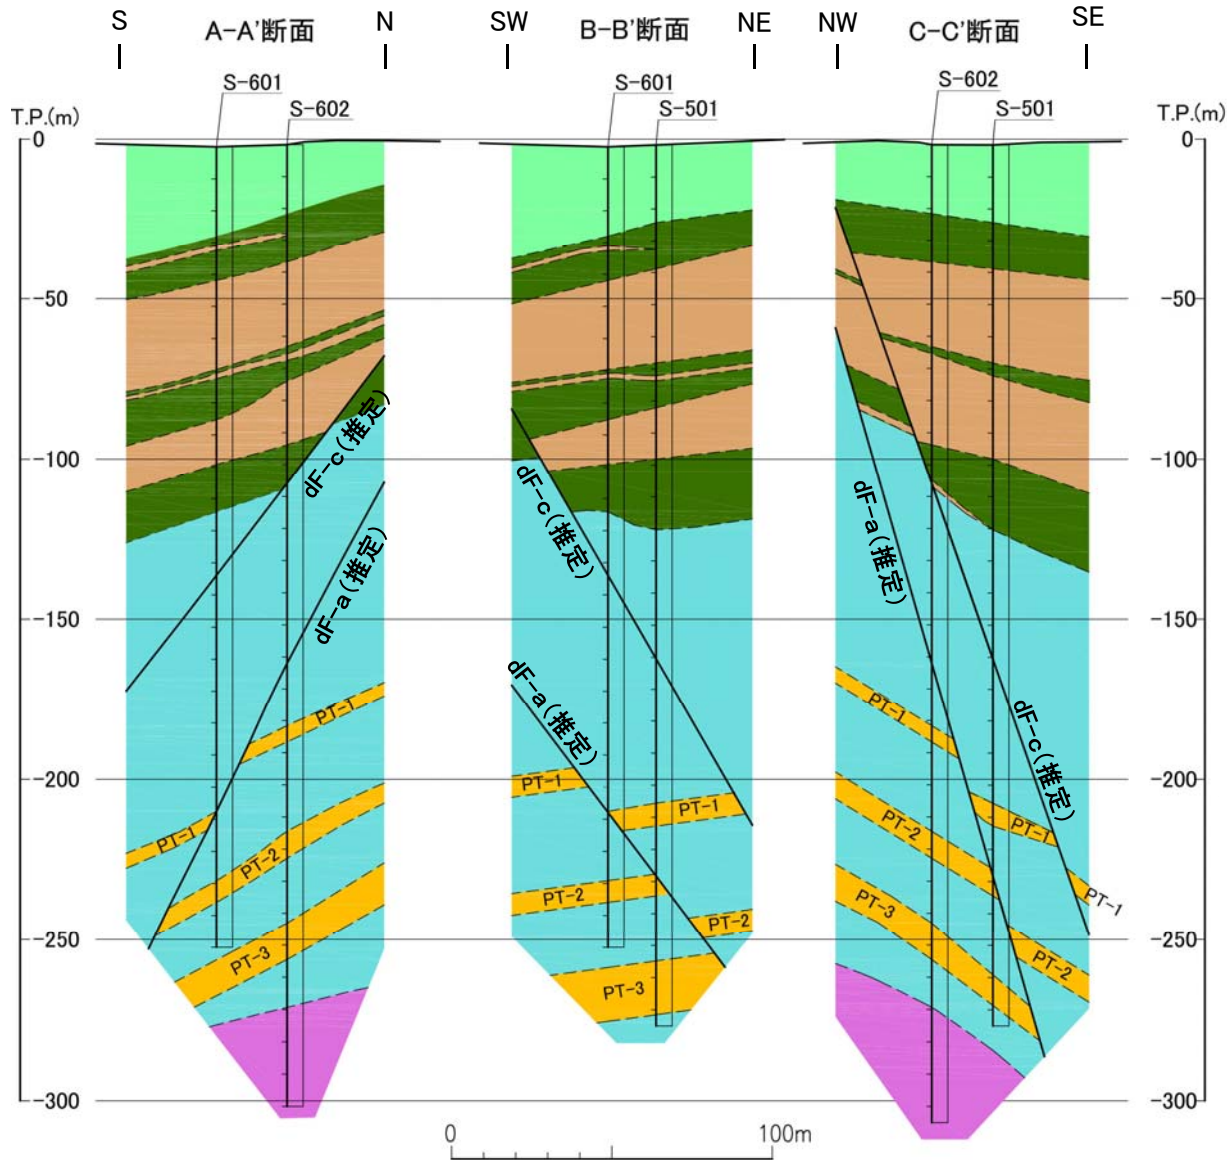 S A-A'断面 N
SW B-B'断面 NE
NW C-C'断面 SE
S-601
S-602
S-601
S-501
S-602
S-501
T.P.(m)
0
-50
-100
-150
-200
-250
-300
dF-c(推定)
dF-a(推定)
PT-1
PT-1
PT-2
PT-3
dF-c(推定)
dF-a(推定)
PT-1
PT-1
PT-2
PT-2
PT-3
dF-a(推定)
dF-c(推定)
PT-1
PT-1
PT-1
PT-2
PT-2
PT-3
T.P.(m)
0
-50
-100
-150
-200
-250
-300
0 100m